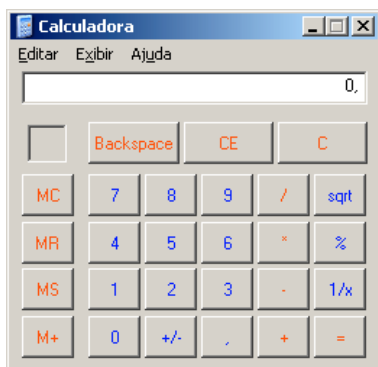 Calculadora
Editar Exibir Ajuda
0,
Backspace CE C
MC 7 8 9 / sqrt
MR 4 5 6 * %
MS 1 2 3 - 1/x
M+ 0 +/- , + =